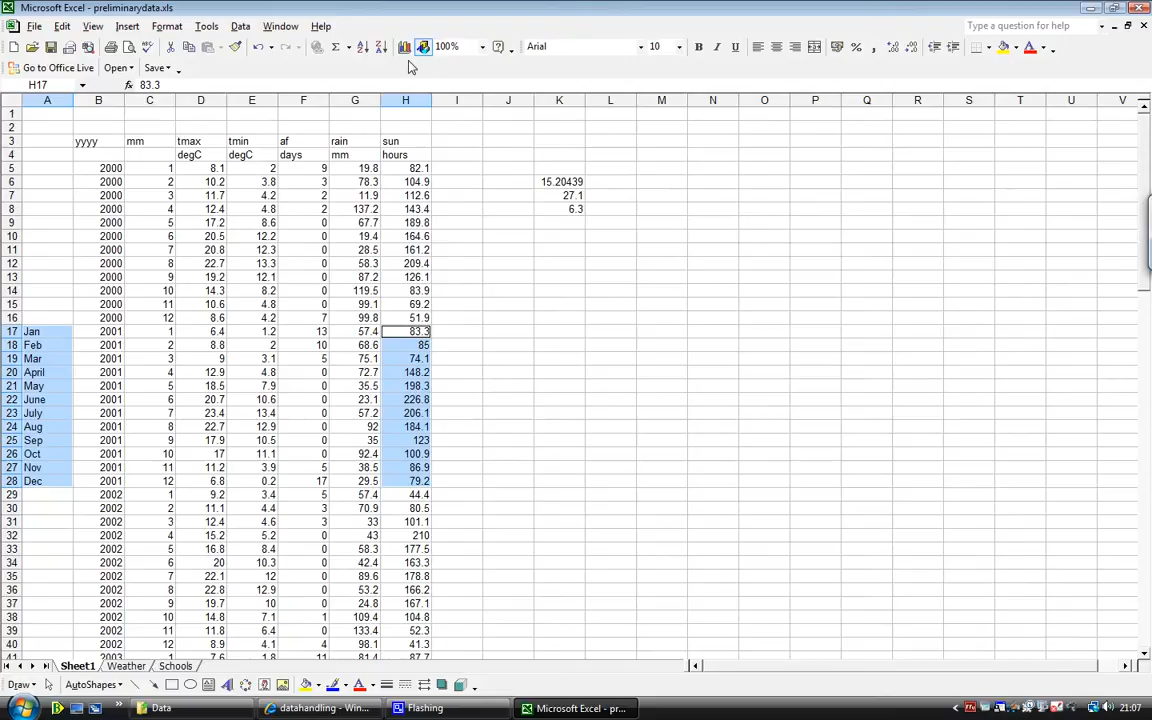 Microsoft Excel - preliminarydata.xls
File Edit View Insert Format Tools Data Window Help Type a question for help
100% Arial 10 B I U
Go to Office Live Open Save
H17 fx 83.3
A B C D E F G H I J K L M N O P Q R S T U V
1
2
3 yyyy mm tmax tmin af rain sun
4 degC degC days mm hours
5 2000 1 8.1 2 9 19.8 82.1
6 2000 2 10.2 3.8 3 78.3 104.9 15.20439
7 2000 3 11.7 4.2 2 11.9 112.6 27.1
8 2000 4 12.4 4.8 2 137.2 143.4 6.3
9 2000 5 17.2 8.6 0 67.7 189.8
10 2000 6 20.5 12.2 0 19.4 164.6
11 2000 7 20.8 12.3 0 28.5 161.2
12 2000 8 22.7 13.3 0 58.3 209.4
13 2000 9 19.2 12.1 0 87.2 126.1
14 2000 10 14.3 8.2 0 119.5 83.9
15 2000 11 10.6 4.8 0 99.1 69.2
16 2000 12 8.6 4.2 7 99.8 51.9
17 Jan 2001 1 6.4 1.2 13 57.4 83.3
18 Feb 2001 2 8.8 2 10 68.6 85
19 Mar 2001 3 9 3.1 5 75.1 74.1
20 April 2001 4 12.9 4.8 0 72.7 148.2
21 May 2001 5 18.5 7.9 0 35.5 198.3
22 June 2001 6 20.7 10.6 0 23.1 226.8
23 July 2001 7 23.4 13.4 0 57.2 206.1
24 Aug 2001 8 22.7 12.9 0 92 184.1
25 Sep 2001 9 17.9 10.5 0 35 123
26 Oct 2001 10 17 11.1 0 92.4 100.9
27 Nov 2001 11 11.2 3.9 5 38.5 86.9
28 Dec 2001 12 6.8 0.2 17 29.5 79.2
29 2002 1 9.2 3.4 5 57.4 44.4
30 2002 2 11.1 4.4 3 70.9 80.5
31 2002 3 12.4 4.6 3 33 101.1
32 2002 4 15.2 5.2 0 43 210
33 2002 5 16.8 8.4 0 58.3 177.5
34 2002 6 20 10.3 0 42.4 163.3
35 2002 7 22.1 12 0 89.6 178.8
36 2002 8 22.8 12.9 0 53.2 166.2
37 2002 9 19.7 10 0 24.8 167.1
38 2002 10 14.8 7.1 1 109.4 104.8
39 2002 11 11.8 6.4 0 133.4 52.3
40 2002 12 8.9 4.1 4 98.1 41.3
41 2003 1 7.6 1.8 11 81.4 87.7
Sheet1 Weather Schools
Draw AutoShapes
Data datahandling - Win... Flashing Microsoft Excel - pr... 21:07